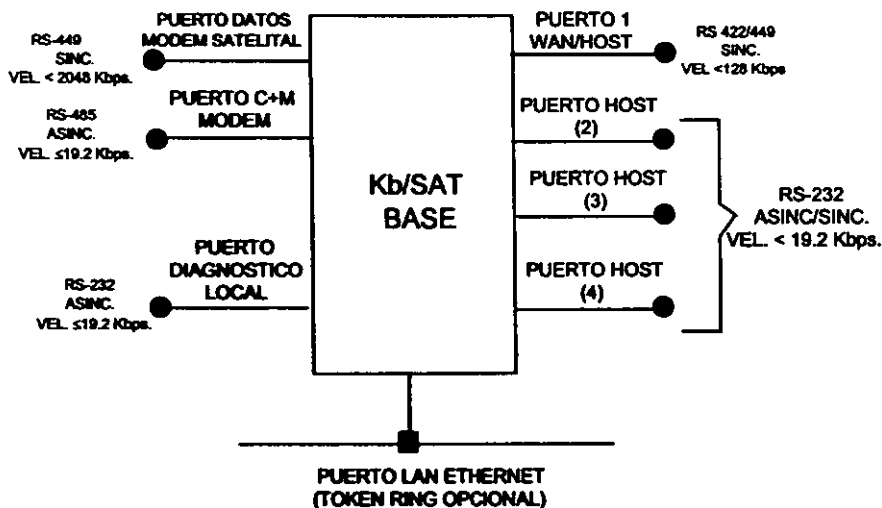 PUERTO DATOS
MODEM SATELITAL
RS-449
SINC.
VEL. < 2048 Kbps.
PUERTO C+M
MODEM
RS-485
ASINC.
VEL. ≤19.2 Kbps.
PUERTO
DIAGNOSTICO
LOCAL
RS-232
ASINC.
VEL. ≤19.2 Kbps.
Kb/SAT
BASE
PUERTO 1
WAN/HOST
RS 422/449
SINC.
VEL <128 Kbps
PUERTO HOST
(2)
PUERTO HOST
(3)
PUERTO HOST
(4)
RS-232
ASINC/SINC.
VEL. < 19.2 Kbps.
PUERTO LAN ETHERNET
(TOKEN RING OPCIONAL)